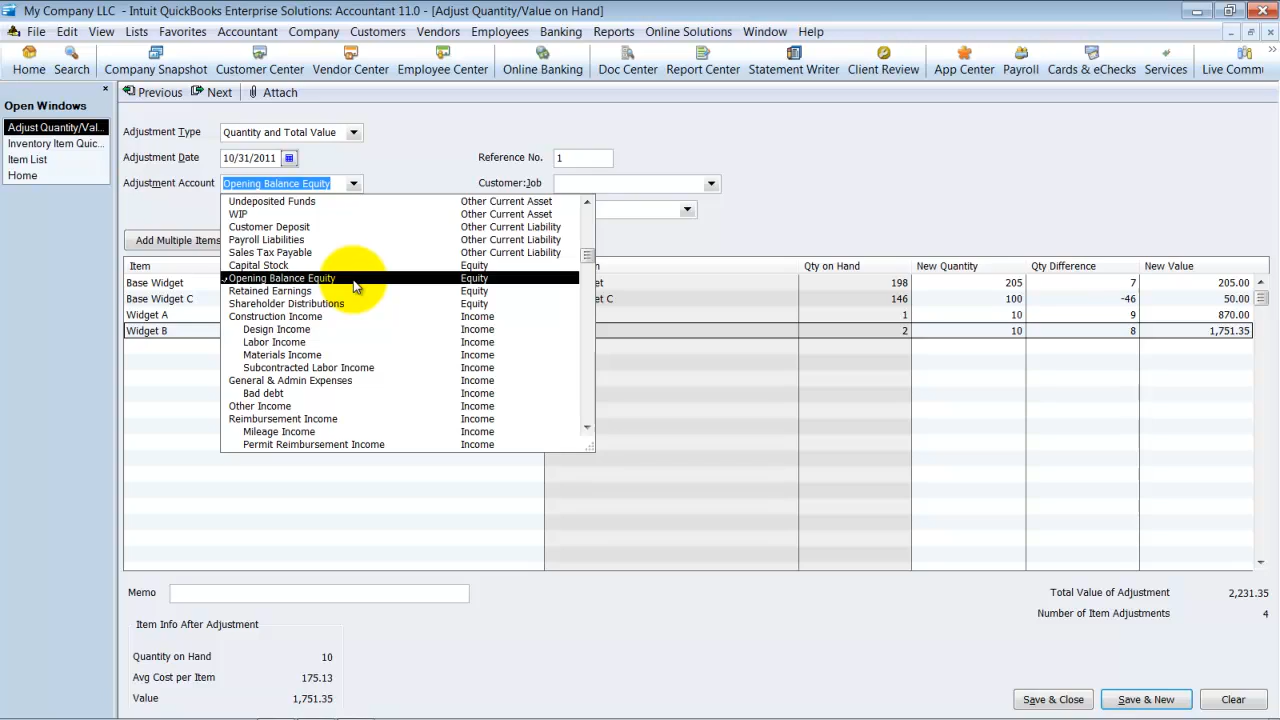 My Company LLC - Intuit QuickBooks Enterprise Solutions: Accountant 11.0 - [Adjust Quantity/Value on Hand]
File Edit View Lists Favorites Accountant Company Customers Vendors Employees Banking Reports Online Solutions Window Help
Home Search Company Snapshot Customer Center Vendor Center Employee Center Online Banking Doc Center Report Center Statement Writer Client Review App Center Payroll Cards & eChecks Services Live Commu
Previous Next Attach
Open Windows
Adjust Quantity/Val...
Inventory Item Quic...
Item List
Home
Adjustment Type Quantity and Total Value
Adjustment Date 10/31/2011 Reference No. 1
Adjustment Account Opening Balance Equity Customer:Job
Undeposited Funds Other Current Asset
WIP Other Current Asset
Customer Deposit Other Current Liability
Payroll Liabilities Other Current Liability
Sales Tax Payable Other Current Liability
Capital Stock Equity
Opening Balance Equity Equity
Retained Earnings Equity
Shareholder Distributions Equity
Construction Income Income
Design Income Income
Labor Income Income
Materials Income Income
Subcontracted Labor Income Income
General & Admin Expenses Income
Bad debt Income
Other Income Income
Reimbursement Income Income
Mileage Income Income
Permit Reimbursement Income Income
Add Multiple Items
Item Qty on Hand New Quantity Qty Difference New Value
Base Widget 198 205 7 205.00
Base Widget C 146 100 -46 50.00
Widget A 1 10 9 870.00
Widget B 2 10 8 1,751.35
Memo
Total Value of Adjustment 2,231.35
Number of Item Adjustments 4
Item Info After Adjustment
Quantity on Hand 10
Avg Cost per Item 175.13
Value 1,751.35
Save & Close Save & New Clear